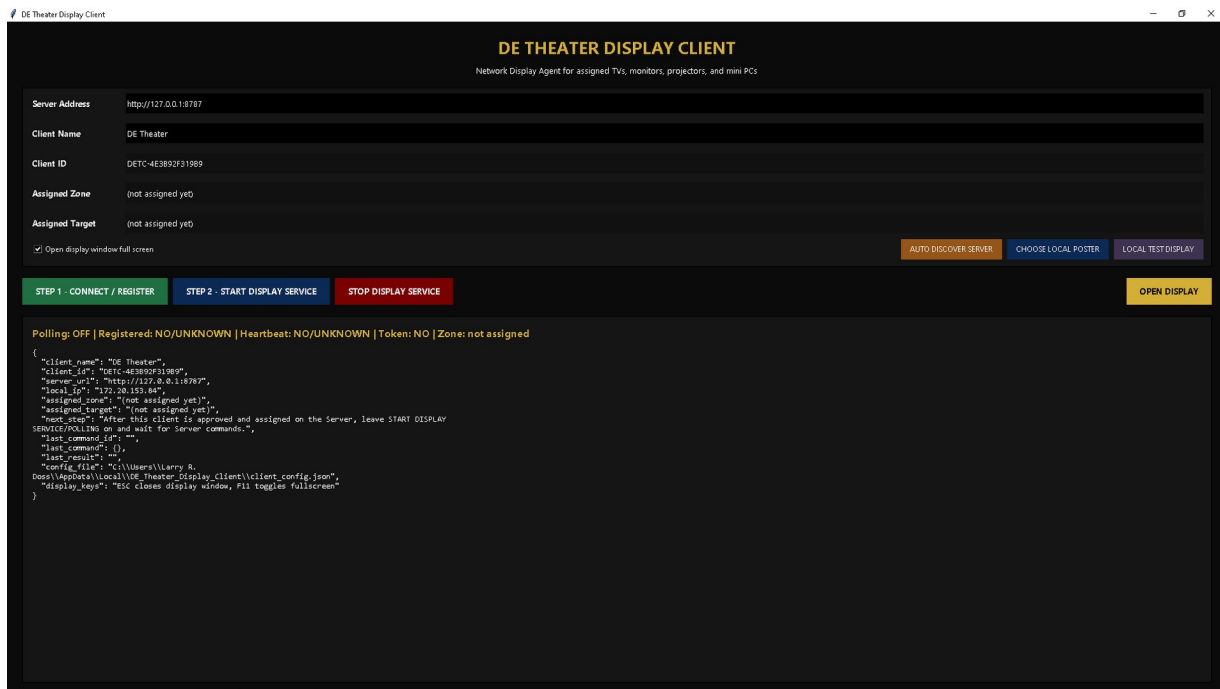 DE Theater Display Client
DE THEATER DISPLAY CLIENT
Network Display Agent for assigned TVs, monitors, projectors, and mini PCs
Server Address http://127.0.0.1:8787
Client Name DE Theater
Client ID DETC-4E3B92F319B9
Assigned Zone (not assigned yet)
Assigned Target (not assigned yet)
Open display window full screen AUTO DISCOVER SERVER CHOOSE LOCAL POSTER LOCAL TEST DISPLAY
STEP 1 - CONNECT / REGISTER STEP 2 - START DISPLAY SERVICE STOP DISPLAY SERVICE OPEN DISPLAY
Polling: OFF | Registered: NO/UNKNOWN | Heartbeat: NO/UNKNOWN | Token: NO | Zone: not assigned
{
"client_name": "DE Theater",
"client_id": "DETC-4E3B92F319B9",
"server_url": "http://127.0.0.1:8787",
"local_ip": "172.20.153.84",
"assigned_zone": "(not assigned yet)",
"assigned_target": "(not assigned yet)",
"next_step": "After this client is approved and assigned on the Server, leave START DISPLAY
SERVICE/POLLING on and wait for Server commands.",
"last_command_id": "",
"last_command": {},
"last_result": "",
"config_file": "C:\\Users\\Larry R.
Doss\\AppData\\Local\\DE_Theater_Display_Client\\client_config.json",
"display_keys": "ESC closes display window, F11 toggles fullscreen"
}